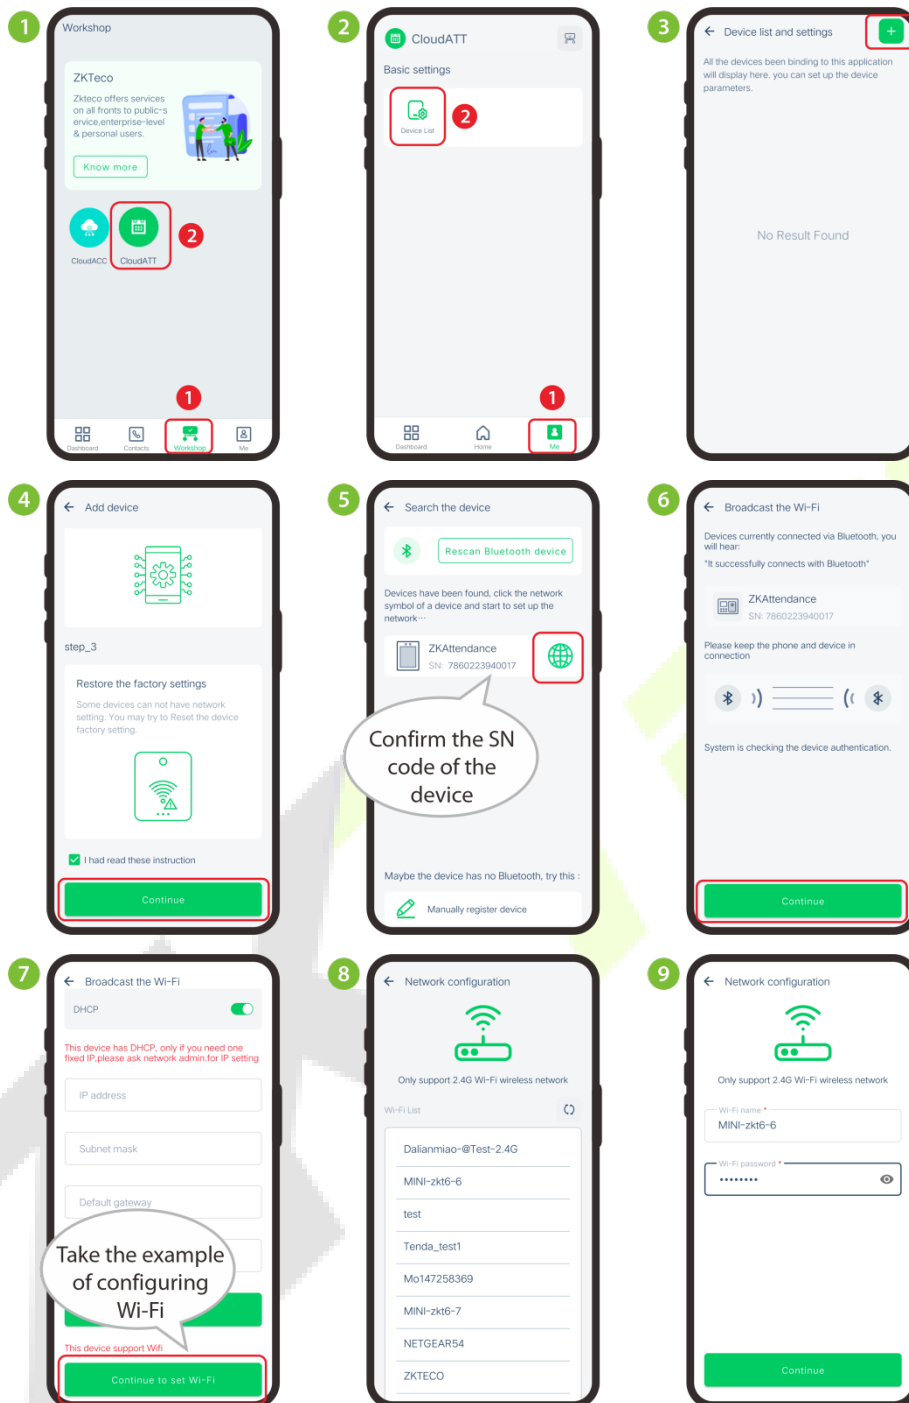 1
Workshop
ZKTeco
Zkteco offers services
on all fronts to public-s
ervice,enterprise-level
& personal users.
Know more
CloudACC
CloudATT
2
1
Dashboard
Contacts
Workshop
Me
2
CloudATT
Basic settings
Device List
2
1
Dashboard
Home
Me
3
Device list and settings
All the devices been binding to this application
will display here. you can set up the device
parameters.
No Result Found
4
Add device
step_3
Restore the factory settings
Some devices can not have network
setting. You may try to Reset the device
factory setting.
I had read these instruction
Continue
5
Search the device
Rescan Bluetooth device
Devices have been found, click the network
symbol of a device and start to set up the
network···
ZKAttendance
SN: 7860223940017
Confirm the SN
code of the
device
Maybe the device has no Bluetooth, try this :
Manually register device
6
Broadcast the Wi-Fi
Devices currently connected via Bluetooth, you
will hear:
"It successfully connects with Bluetooth"
ZKAttendance
SN: 7860223940017
Please keep the phone and device in
connection
System is checking the device authentication.
Continue
7
Broadcast the Wi-Fi
DHCP
This device has DHCP, only if you need one
fixed IP,please ask network admin.for IP setting
IP address
Subnet mask
Default gateway
Take the example
of configuring
Wi-Fi
This device support Wifi
Continue to set Wi-Fi
8
Network configuration
Only support 2.4G Wi-Fi wireless network
Wi-Fi List
Dalianmiao-@Test-2.4G
MINI-zkt6-6
test
Tenda_test1
Mo147258369
MINI-zkt6-7
NETGEAR54
ZKTECO
9
Network configuration
Only support 2.4G Wi-Fi wireless network
Wi-Fi name *
MINI-zkt6-6
Wi-Fi password *
••••••••
Continue